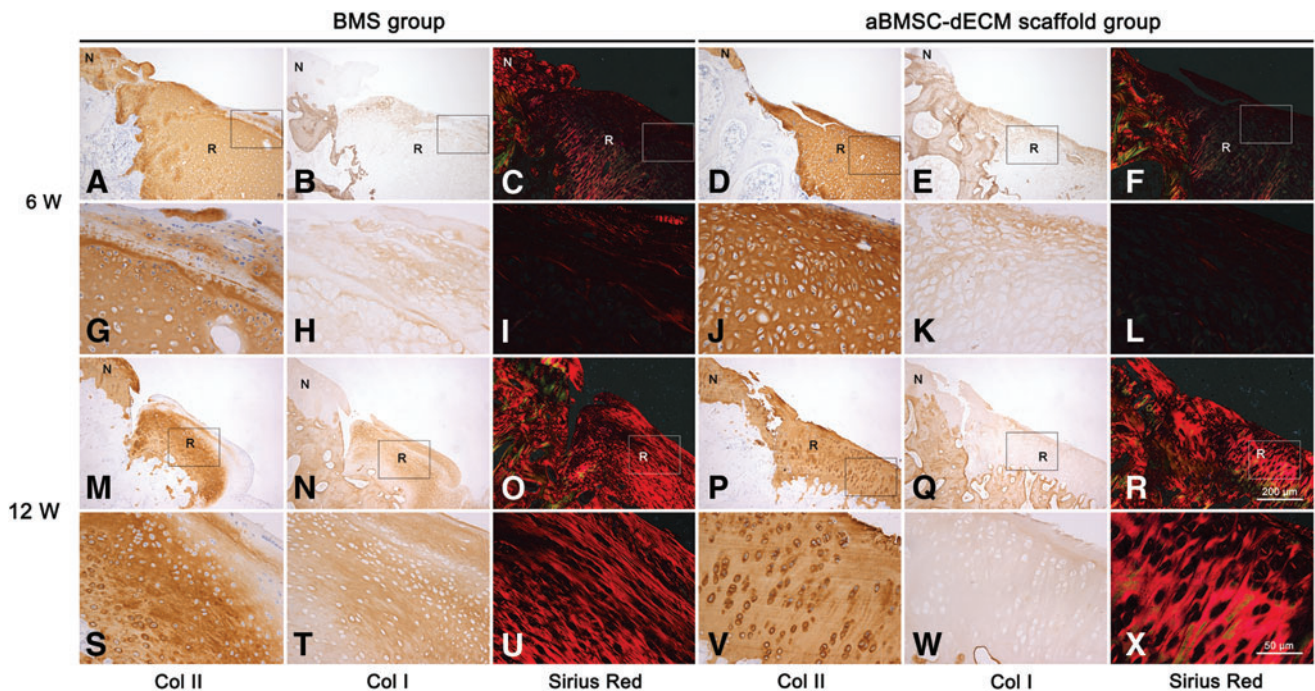 BMS group aBMSC-dECM scaffold group
6 W
N R A
N R B
N R C
N R D
N R E
N R F
G H I J K L
12 W
N R M
N R N
R O
N R P
N R Q
R R 200 µm
S T U V W X 50 µm
Col II Col I Sirius Red Col II Col I Sirius Red